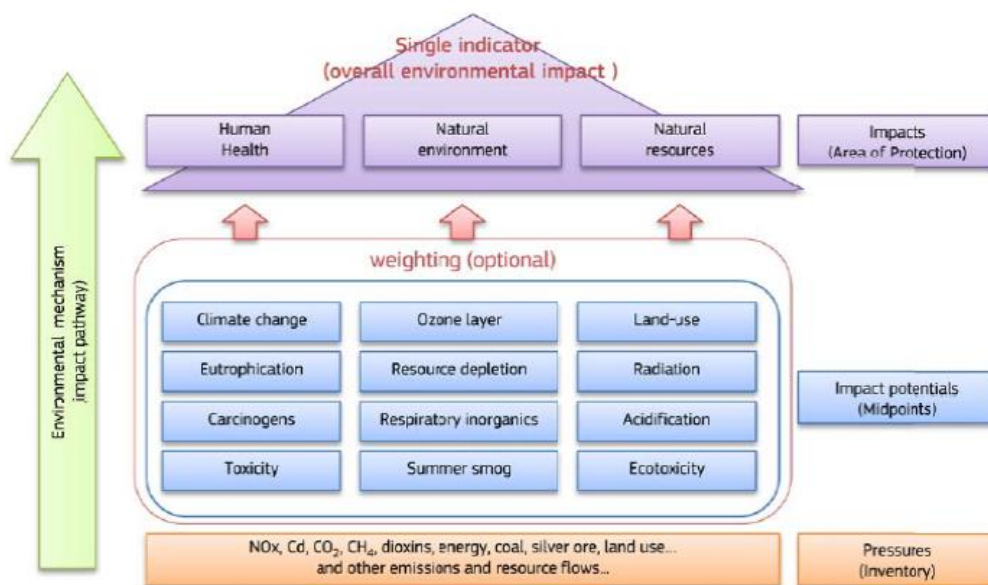 Single indicator
(overall environmental impact )
Human
Health
Natural
environment
Natural
resources
Impacts
(Area of Protection)
Environmental mechanism
impact pathway)
weighting (optional)
Climate change
Ozone layer
Land-use
Eutrophication
Resource depletion
Radiation
Carcinogens
Respiratory inorganics
Acidification
Toxicity
Summer smog
Ecotoxicity
Impact potentials
(Midpoints)
NOx, Cd, CO₂, CH₄, dioxins, energy, coal, silver ore, land use...
and other emissions and resource flows...
Pressures
(Inventory)